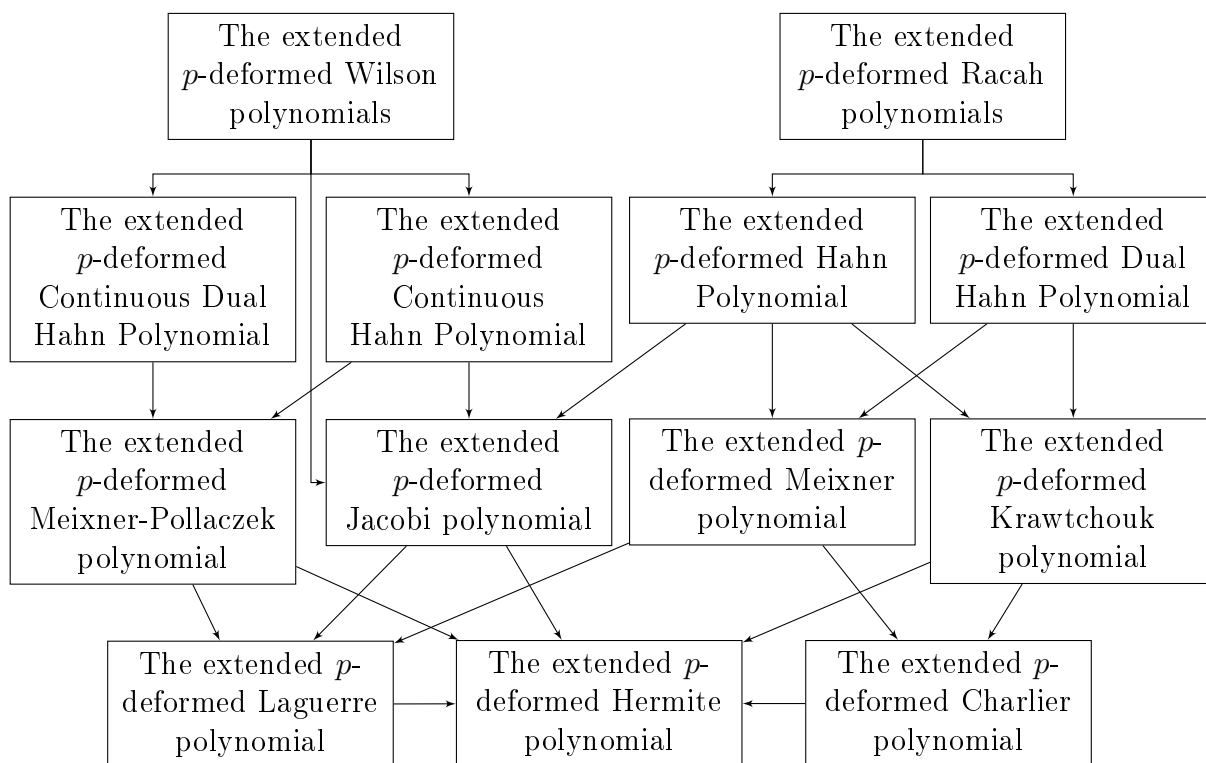 The extended
p-deformed Wilson
polynomials
The extended
p-deformed Racah
polynomials
The extended
p-deformed
Continuous Dual
Hahn Polynomial
The extended
p-deformed
Continuous
Hahn Polynomial
The extended
p-deformed Hahn
Polynomial
The extended
p-deformed Dual
Hahn Polynomial
The extended
p-deformed
Meixner-Pollaczek
polynomial
The extended
p-deformed
Jacobi polynomial
The extended p-
deformed Meixner
polynomial
The extended
p-deformed
Krawtchouk
polynomial
The extended p-
deformed Laguerre
polynomial
The extended p-
deformed Hermite
polynomial
The extended p-
deformed Charlier
polynomial